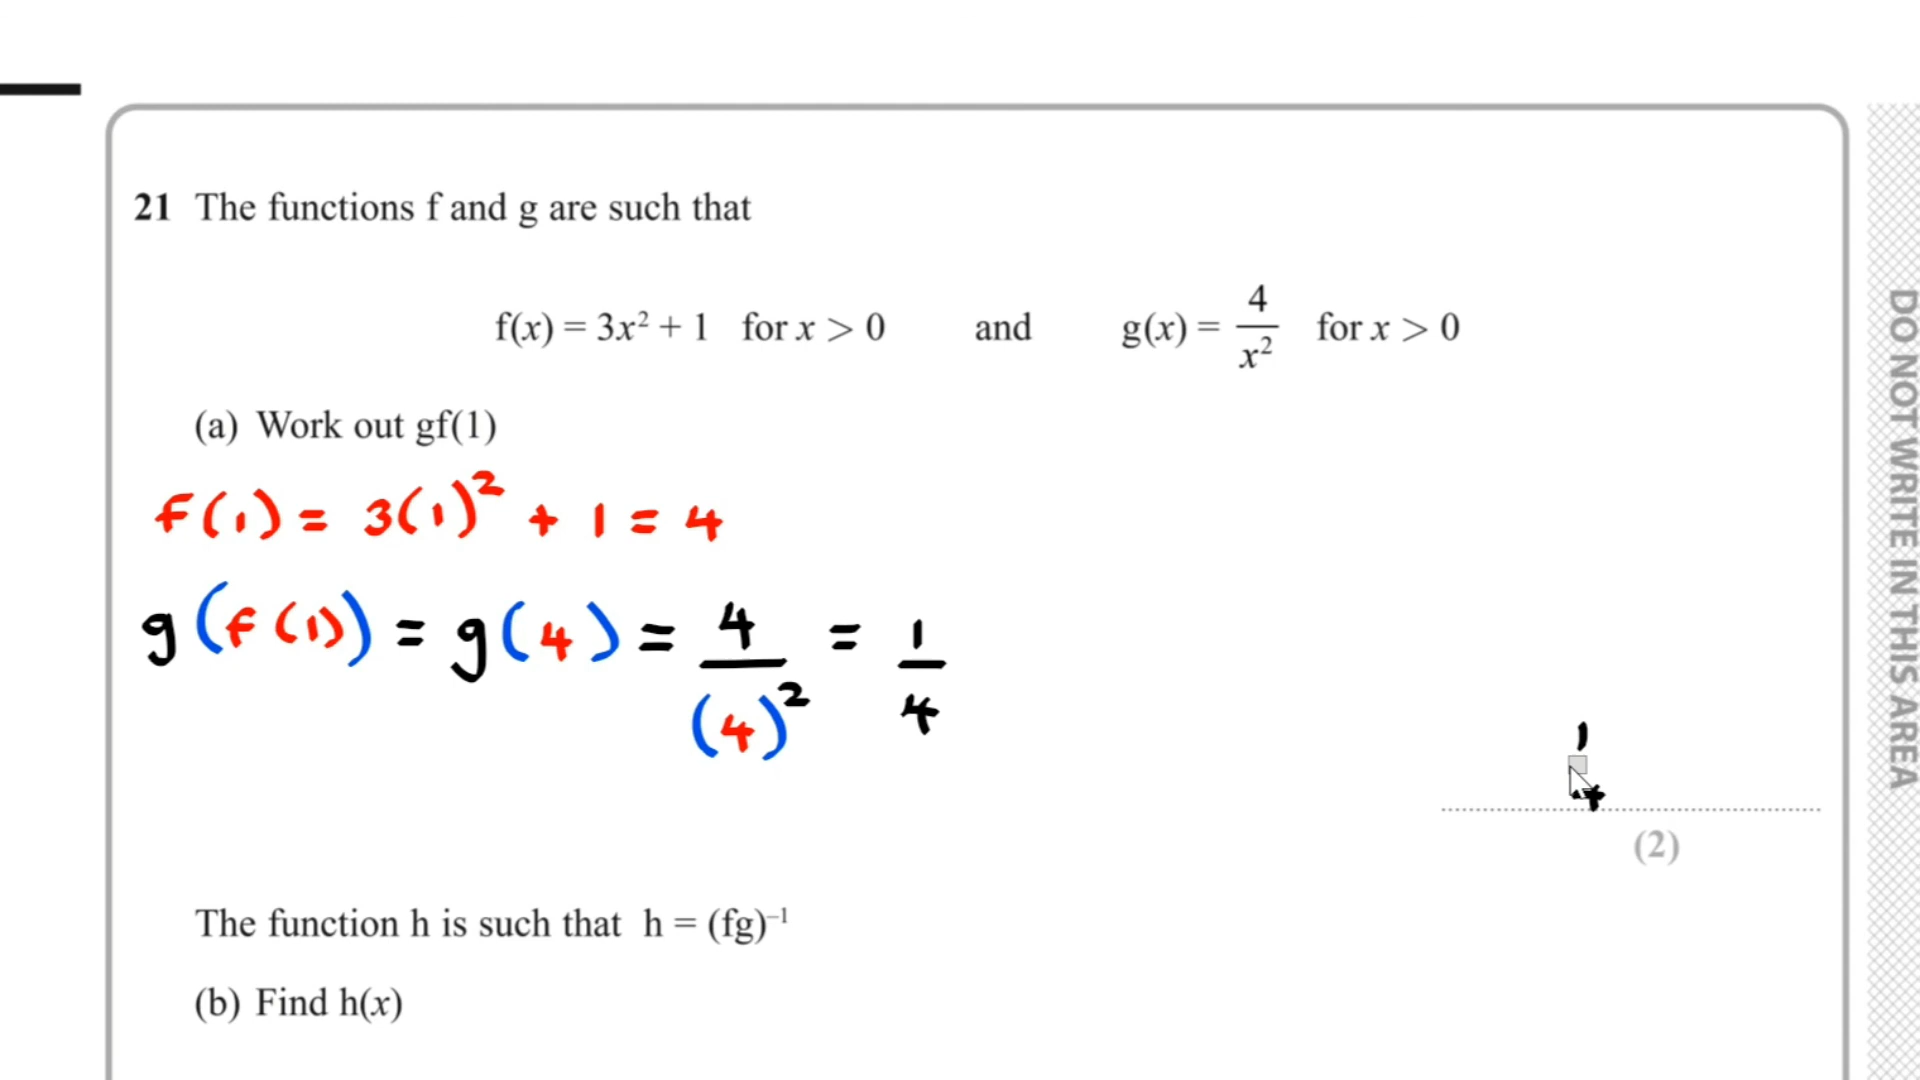 21 The functions f and g are such that
f(x) = 3x² + 1 for x > 0 and g(x) = 4/x² for x > 0
(a) Work out gf(1)
f(1) = 3(1)² + 1 = 4
g(f(1)) = g(4) = 4/(4)² = 1/4
1/4
(2)
The function h is such that h = (fg)⁻¹
(b) Find h(x)
DO NOT WRITE IN THIS AREA